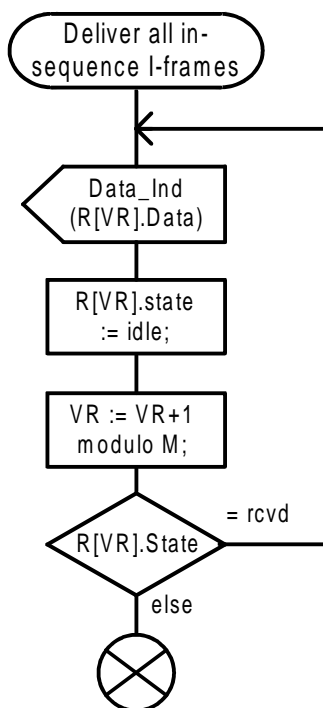 Deliver all in-
sequence I-frames
Data_Ind
(R[VR].Data)
R[VR].state
:= idle;
VR := VR+1
modulo M;
= rcvd
R[VR].State
else